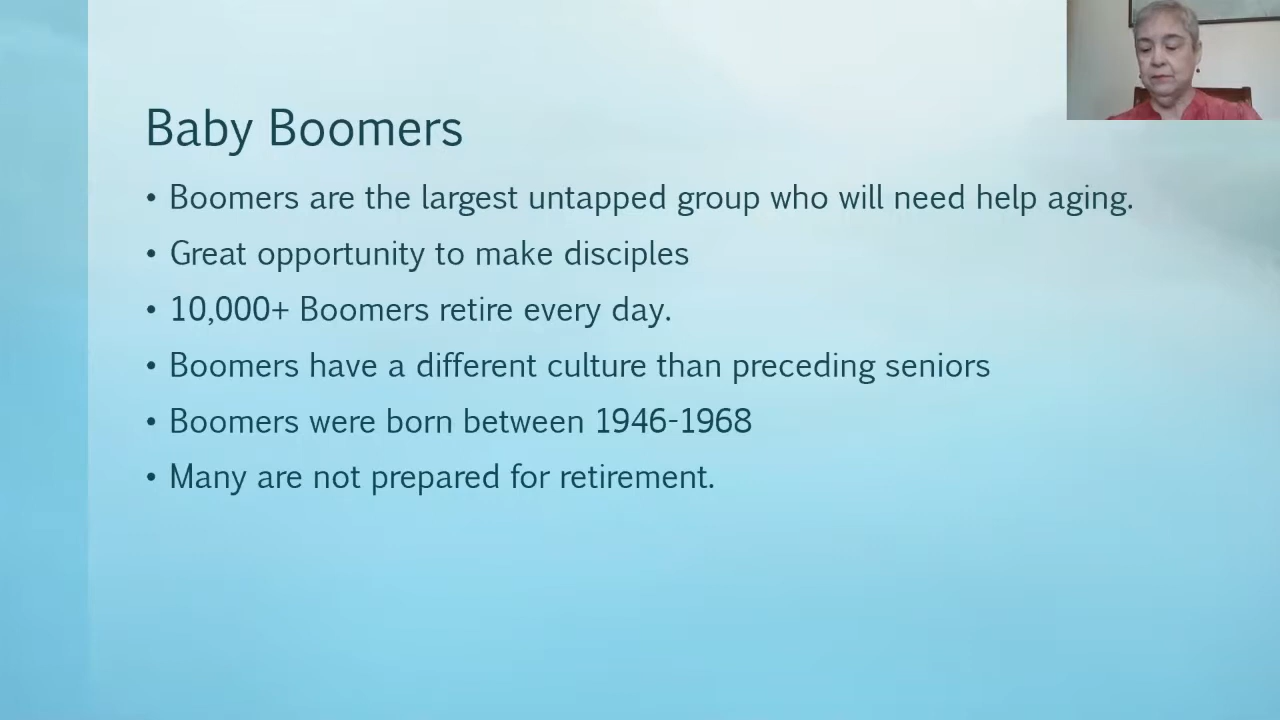 Baby Boomers
• Boomers are the largest untapped group who will need help aging.
• Great opportunity to make disciples
• 10,000+ Boomers retire every day.
• Boomers have a different culture than preceding seniors
• Boomers were born between 1946-1968
• Many are not prepared for retirement.